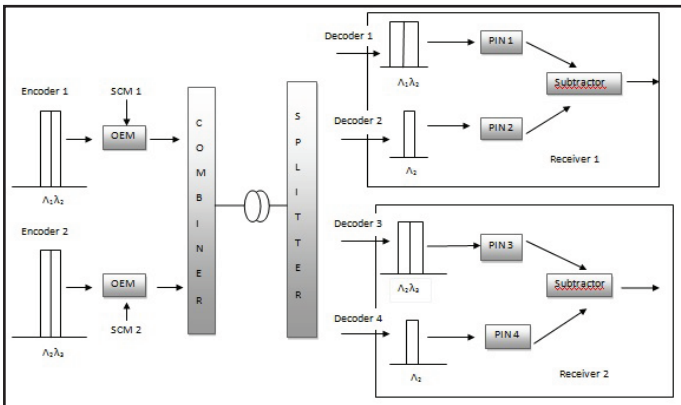 Decoder 1
PIN 1
Λ₁λ₂
Subtractor
Decoder 2
PIN 2
Λ₂
Receiver 1
Encoder 1
SCM 1
OEM
Λ₁λ₂
Encoder 2
OEM
SCM 2
Λ₂λ₃
COMBINER
SPLITTER
Decoder 3
PIN 3
Λ₂λ₃
Subtractor
Decoder 4
PIN 4
Λ₂
Receiver 2